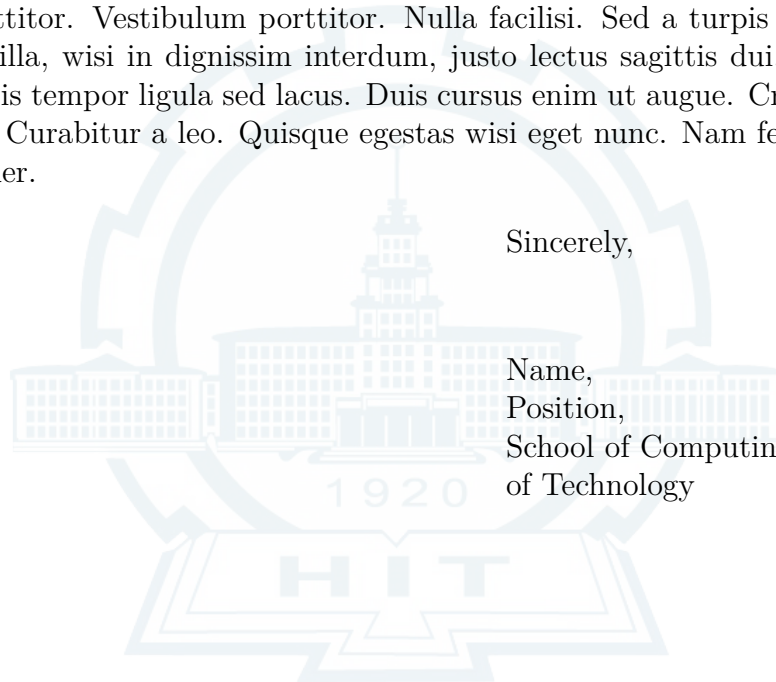 ttitor. Vestibulum porttitor. Nulla facilisi. Sed a turpis
illa, wisi in dignissim interdum, justo lectus sagittis dui
is tempor ligula sed lacus. Duis cursus enim ut augue. Cr
Curabitur a leo. Quisque egestas wisi eget nunc. Nam fe
er.
Sincerely,
Name,
Position,
School of Computin
of Technology
1920
HIT